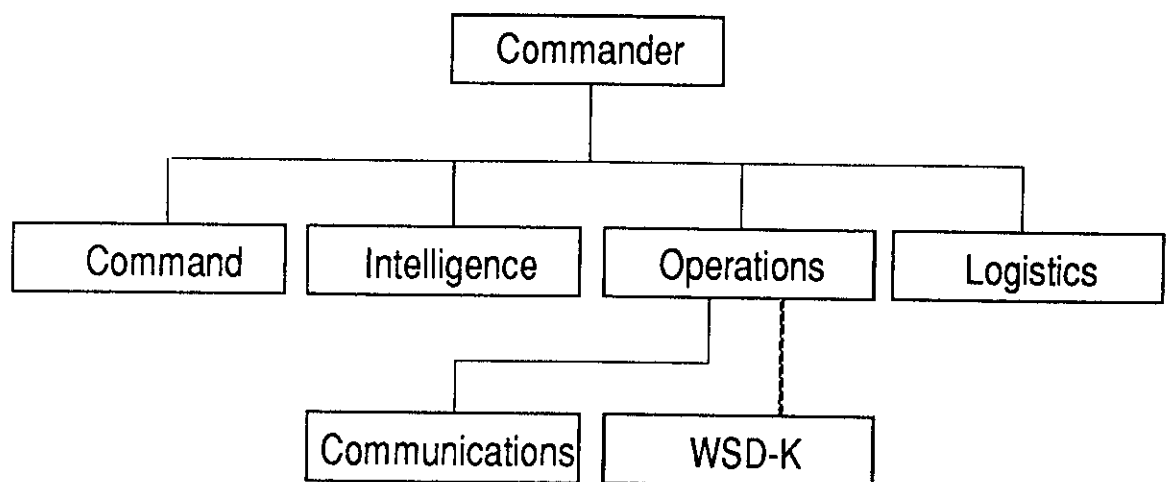 Commander
Command
Intelligence
Operations
Logistics
Communications
WSD-K